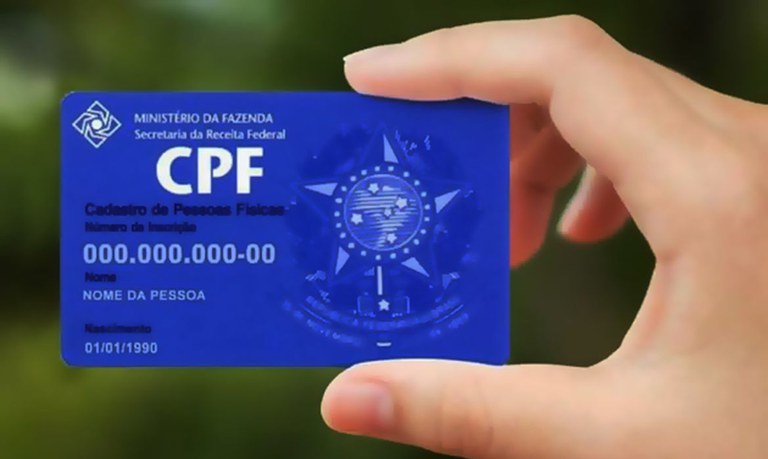 MINISTÉRIO DA FAZENDA
Secretaria da Receita Federal
CPF
Cadastro de Pessoas Físicas
Número de Inscrição
000.000.000-00
Nome
NOME DA PESSOA
Nascimento
01/01/1990